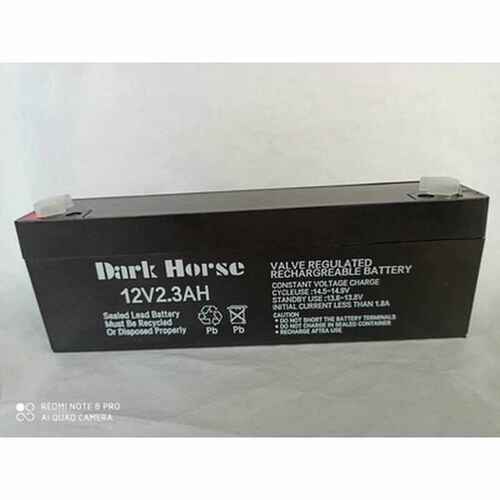 Dark Horse
12V2.3AH
Sealed Lead Battery
Must Be Recycled
Or Disposed Properly
Pb
Pb
VALVE REGULATED
RECHARGREABLE BATTERY
CONSTANT VOLTAGE CHARGE
CYCLEUSE :14.5~14.9V
STANDBY USE :13.6~13.8V
INITIAL CURRENT LESS THAN 1.8A
CAUTION
• DO NOT SHORT THE BATTERY TERMINALS
• DO NOT CHARGE IN SEALED CONTAINER
• RECHARGE AFTEA USE
REDMI NOTE 8 PRO
AI QUAD CAMERA